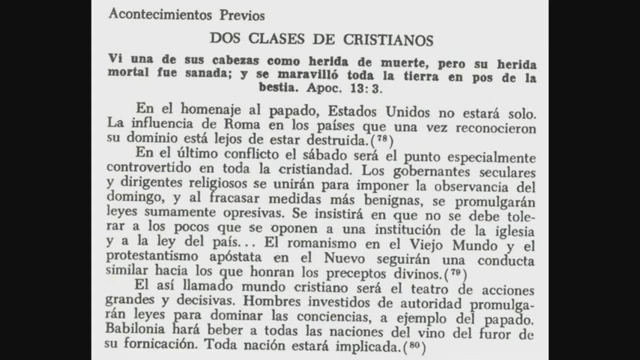 Acontecimientos Previos
DOS CLASES DE CRISTIANOS
Vi una de sus cabezas como herida de muerte, pero su herida
mortal fue sanada; y se maravilló toda la tierra en pos de la
bestia. Apoc. 13:3.
En el homenaje al papado, Estados Unidos no estará solo.
La influencia de Roma en los países que una vez reconocieron
su dominio está lejos de estar destruida.(78)
En el último conflicto el sábado será el punto especialmente
controvertido en toda la cristiandad. Los gobernantes seculares
y dirigentes religiosos se unirán para imponer la observancia del
domingo, y al fracasar medidas más benignas, se promulgarán
leyes sumamente opresivas. Se insistirá en que no se debe tole-
rar a los pocos que se oponen a una institución de la iglesia
y a la ley del país... El romanismo en el Viejo Mundo y el
protestantismo apóstata en el Nuevo seguirán una conducta
similar hacia los que honran los preceptos divinos.(79)
El así llamado mundo cristiano será el teatro de acciones
grandes y decisivas. Hombres investidos de autoridad promulga-
rán leyes para dominar las conciencias, a ejemplo del papado.
Babilonia hará beber a todas las naciones del vino del furor de
su fornicación. Toda nación estará implicada.(80)